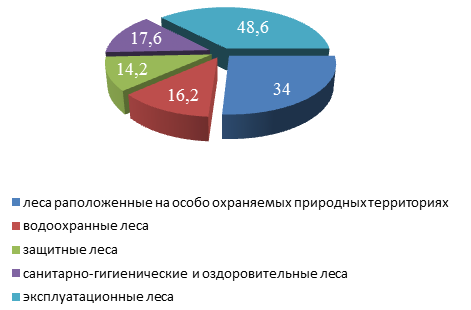 48,6
17,6
14,2
34
16,2
леса раположенные на особо охраняемых природных территориях
водоохранные леса
защитные леса
санитарно-гигиенические и оздоровительные леса
эксплуатационные леса